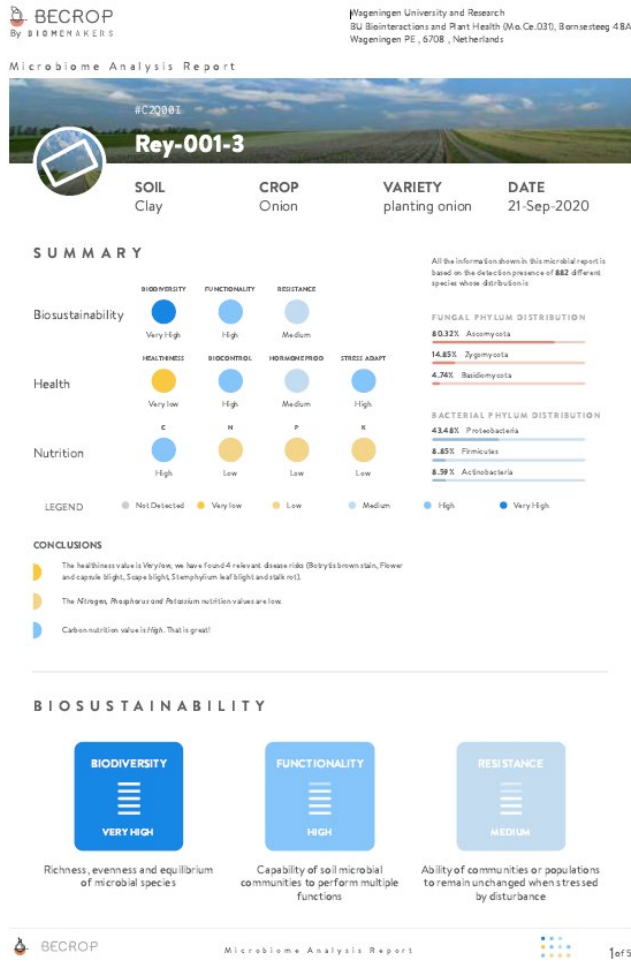 BECROP
By BIOMEMAKERS
Wageningen University and Research
BU Biointeractions and Plant Health (Mo.Ce.031), Bornsesteeg 48A
Wageningen PE , 6708 , Netherlands
Microbiome Analysis Report
#C2Q00I
Rey-001-3
SOIL CROP VARIETY DATE
Clay Onion planting onion 21-Sep-2020
SUMMARY
All the information shown in this microbial report is
based on the detection presence of 882 different
species whose distribution is
BIODIVERSITY FUNCTIONALITY RESISTANCE
Biosustainability
Very High High Medium
HEALTHINESS BIOCONTROL HORMONE PROD STRESS ADAPT
Health
Very low High Medium High
C N P K
Nutrition
High Low Low Low
FUNGAL PHYLUM DISTRIBUTION
80.32% Ascomycota
14.85% Zygomycota
4.74% Basidiomycota
BACTERIAL PHYLUM DISTRIBUTION
43.48% Proteobacteria
8.85% Firmicutes
8.59% Actinobacteria
LEGEND Not Detected Very low Low Medium High Very High
CONCLUSIONS
The healthiness value is Very low, we have found 4 relevant disease risks (Botrytis brown stain, Flower
and capsule blight, Scape blight, Stemphylium leaf blight and stalk rot).
The Nitrogen, Phosphorus and Potassium nutrition values are low.
Carbon nutrition value is High. That is great!
BIOSUSTAINABILITY
BIODIVERSITY FUNCTIONALITY RESISTANCE
VERY HIGH HIGH MEDIUM
Richness, evenness and equilibrium
of microbial species
Capability of soil microbial
communities to perform multiple
functions
Ability of communities or populations
to remain unchanged when stressed
by disturbance
BECROP
Microbiome Analysis Report
1 of 5